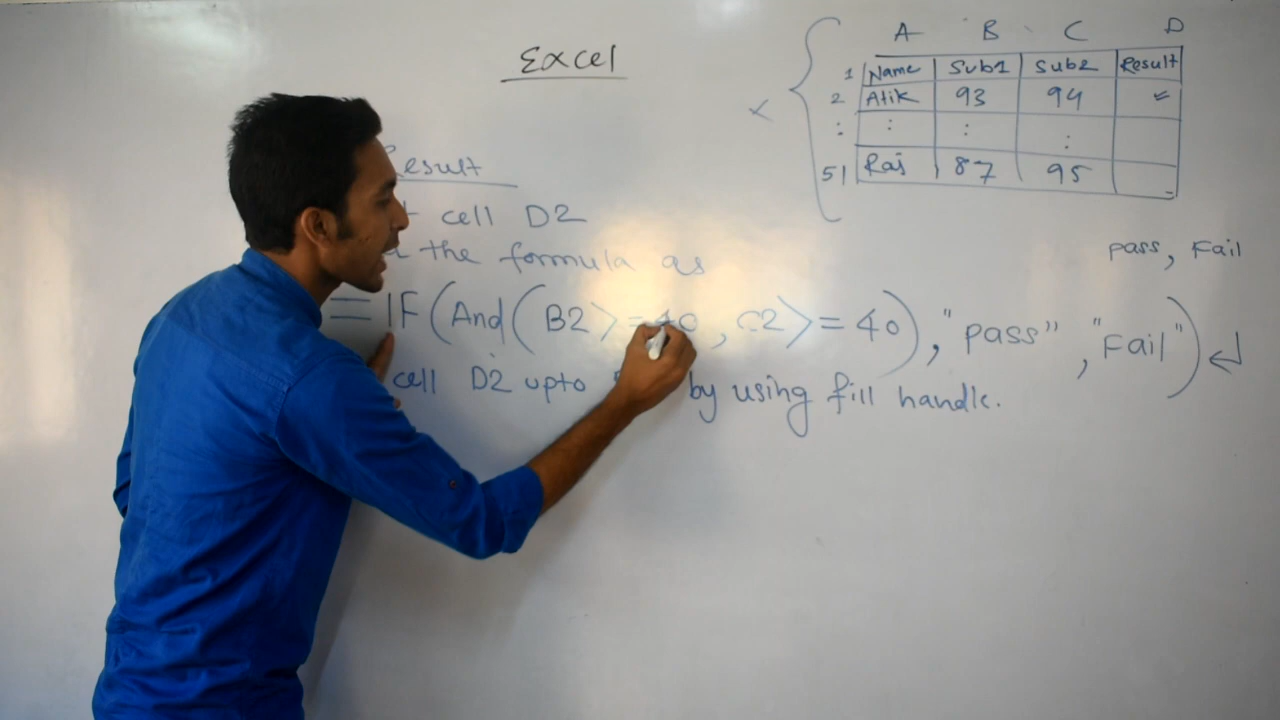 Excel
A B C D
1 Name Sub1 Sub2 Result
2 Atik 93 94
: : : :
51 Raj 87 95
Pass, Fail
Result
cell D2
the formula as
=IF(And(B2>=40, C2>=40), "Pass", "Fail")
cell D2 upto by using fill handle.